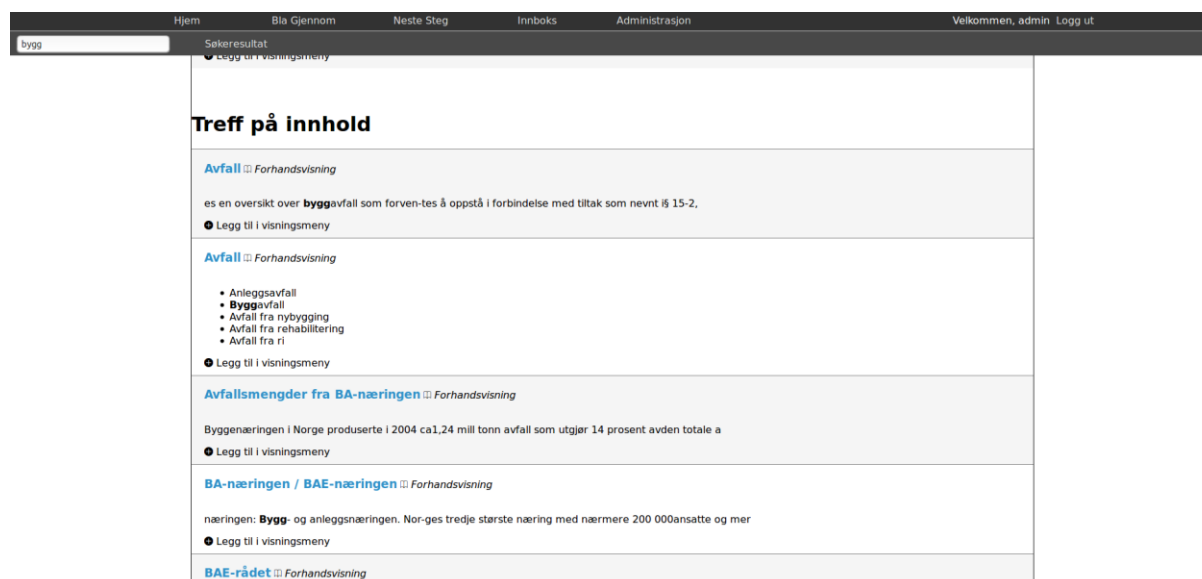 Hjem Bla Gjennom Neste Steg Innboks Administrasjon Velkommen, admin Logg ut
bygg Søkeresultat
Legg til i visningsmeny
Treff på innhold
Avfall Forhandsvisning
es en oversikt over byggavfall som forven-tes å oppstå i forbindelse med tiltak som nevnt i§ 15-2,
Legg til i visningsmeny
Avfall Forhandsvisning
• Anleggsavfall
• Byggavfall
• Avfall fra nybygging
• Avfall fra rehabilitering
• Avfall fra ri
Legg til i visningsmeny
Avfallsmengder fra BA-næringen Forhandsvisning
Byggenæringen i Norge produserte i 2004 ca1,24 mill tonn avfall som utgjør 14 prosent avden totale a
Legg til i visningsmeny
BA-næringen / BAE-næringen Forhandsvisning
næringen: Bygg- og anleggsnæringen. Nor-ges tredje største næring med nærmere 200 000ansatte og mer
Legg til i visningsmeny
BAE-rådet Forhandsvisning